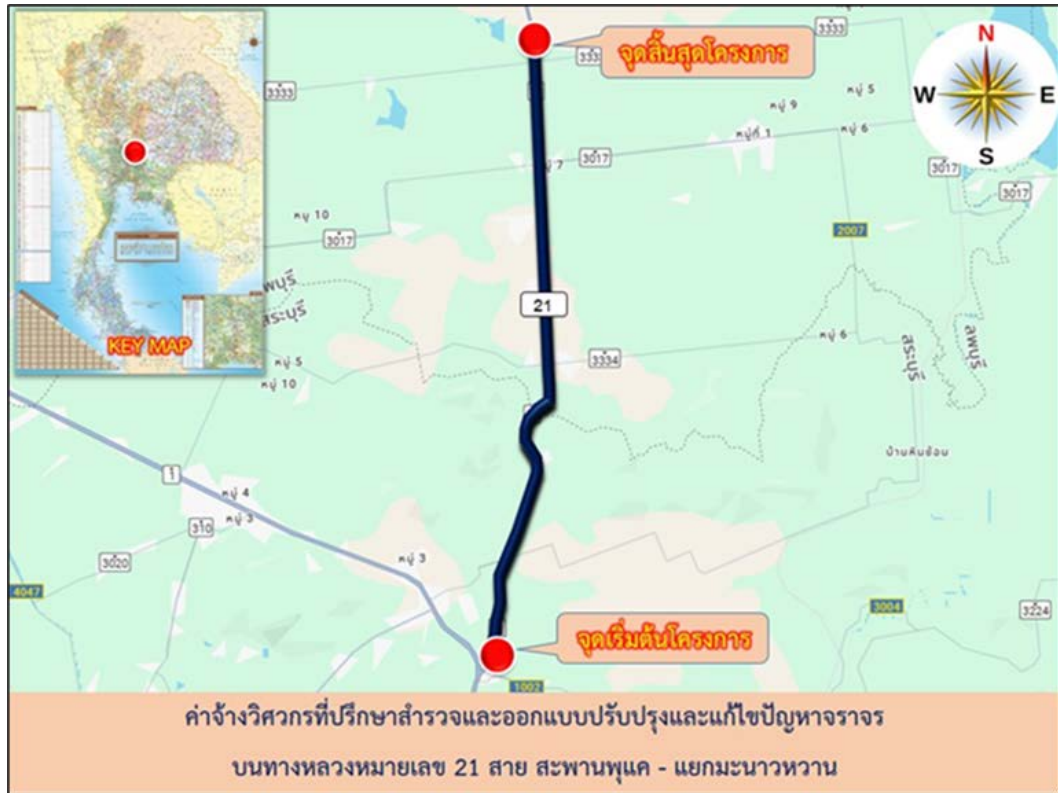 จุดสิ้นสุดโครงการ
N
W
E
S
KEY MAP
3333
3333
หมู่ 5
หมู่ 9
หมู่ที่ 1
หมู่ 6
3017
หมู่ 7
3017
3017
หมู่ 10
3017
2007
พบุรี
สระบุรี
21
หมู่ 6
3334
หมู่ 5
หมู่ 10
สระบุรี
ลพบุรี
บ้านหินซ้อน
1
หมู่ 4
หมู่ 3
310
3020
หมู่ 3
4047
3004
3224
จุดเริ่มต้นโครงการ
1002
ค่าจ้างวิศวกรที่ปรึกษาสำรวจและออกแบบปรับปรุงและแก้ไขปัญหาจราจร
บนทางหลวงหมายเลข 21 สาย สะพานพุแค - แยกมะนาวหวาน